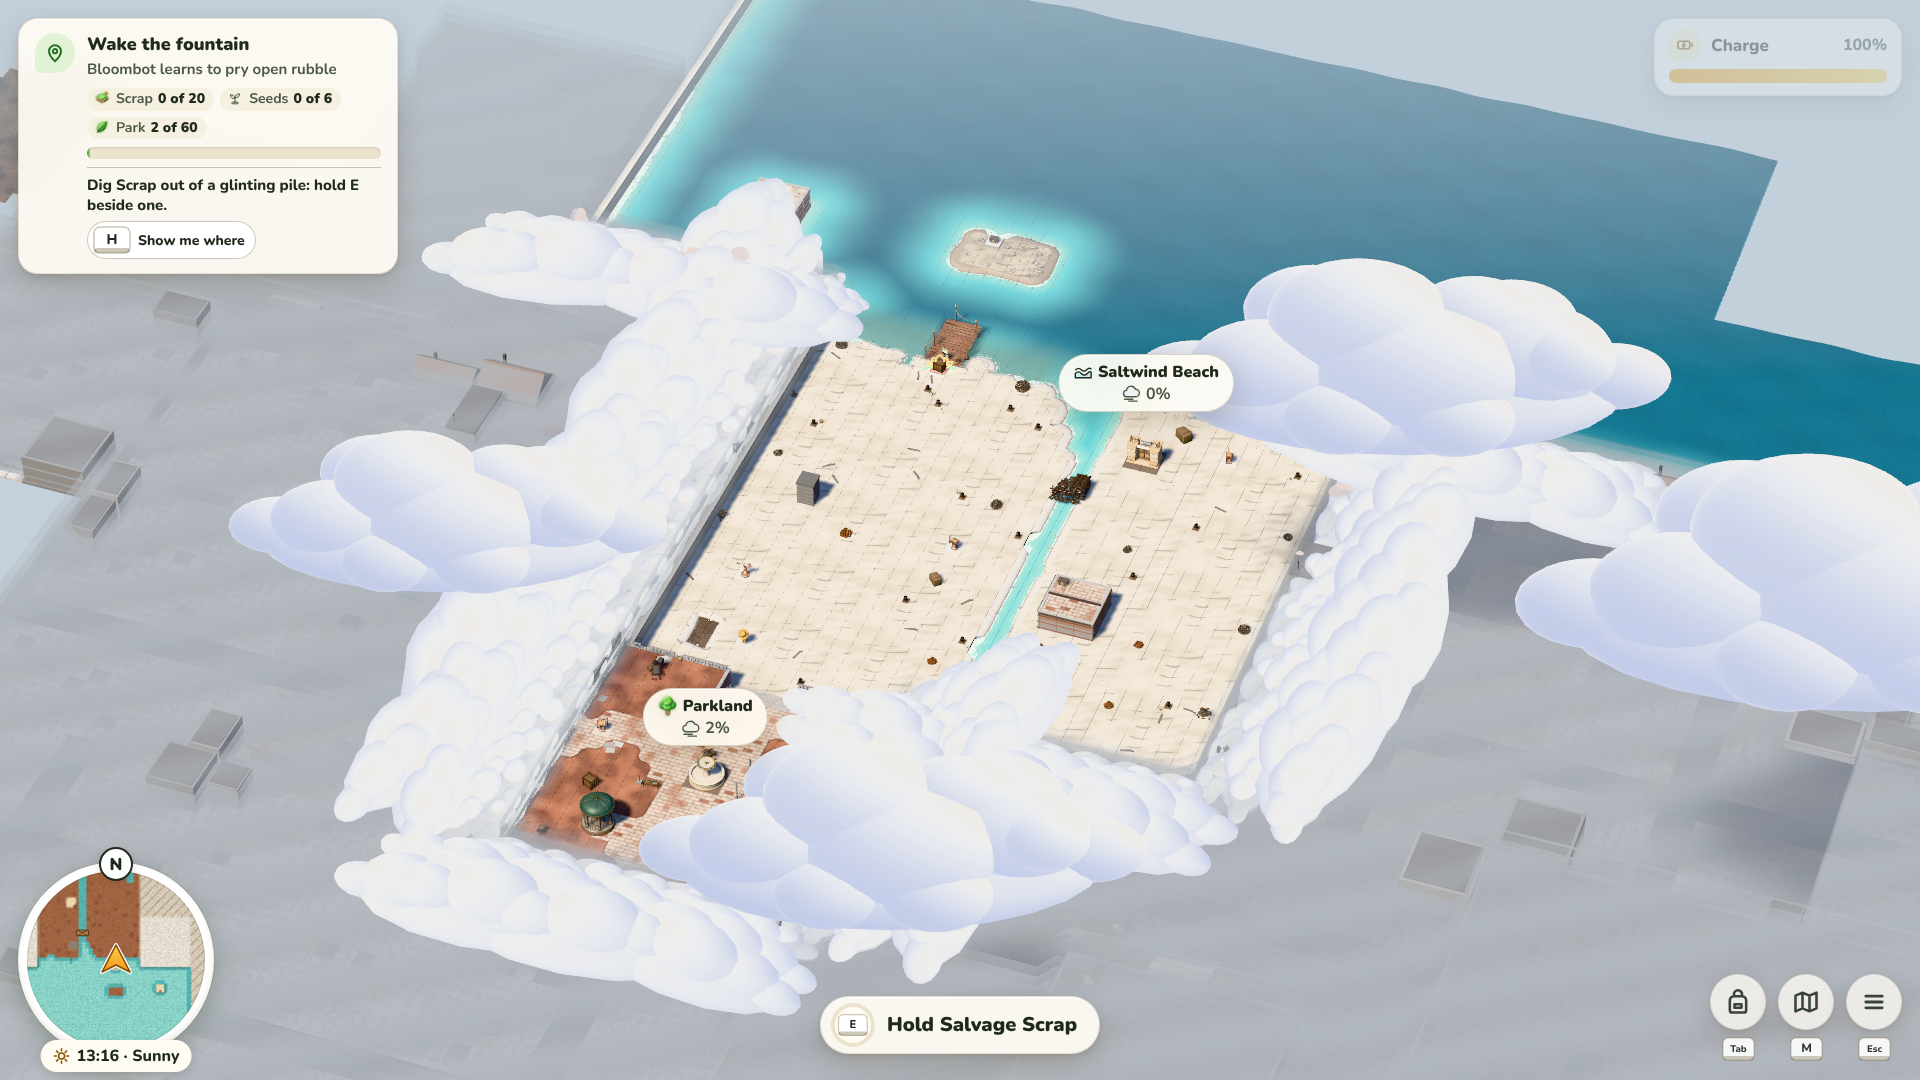 Wake the fountain
Bloombot learns to pry open rubble
Scrap 0 of 20 Seeds 0 of 6
Park 2 of 60
Dig Scrap out of a glinting pile: hold E
beside one.
H Show me where
Charge 100%
Saltwind Beach
0%
Parkland
2%
N
13:16 · Sunny
E Hold Salvage Scrap
Tab M Esc